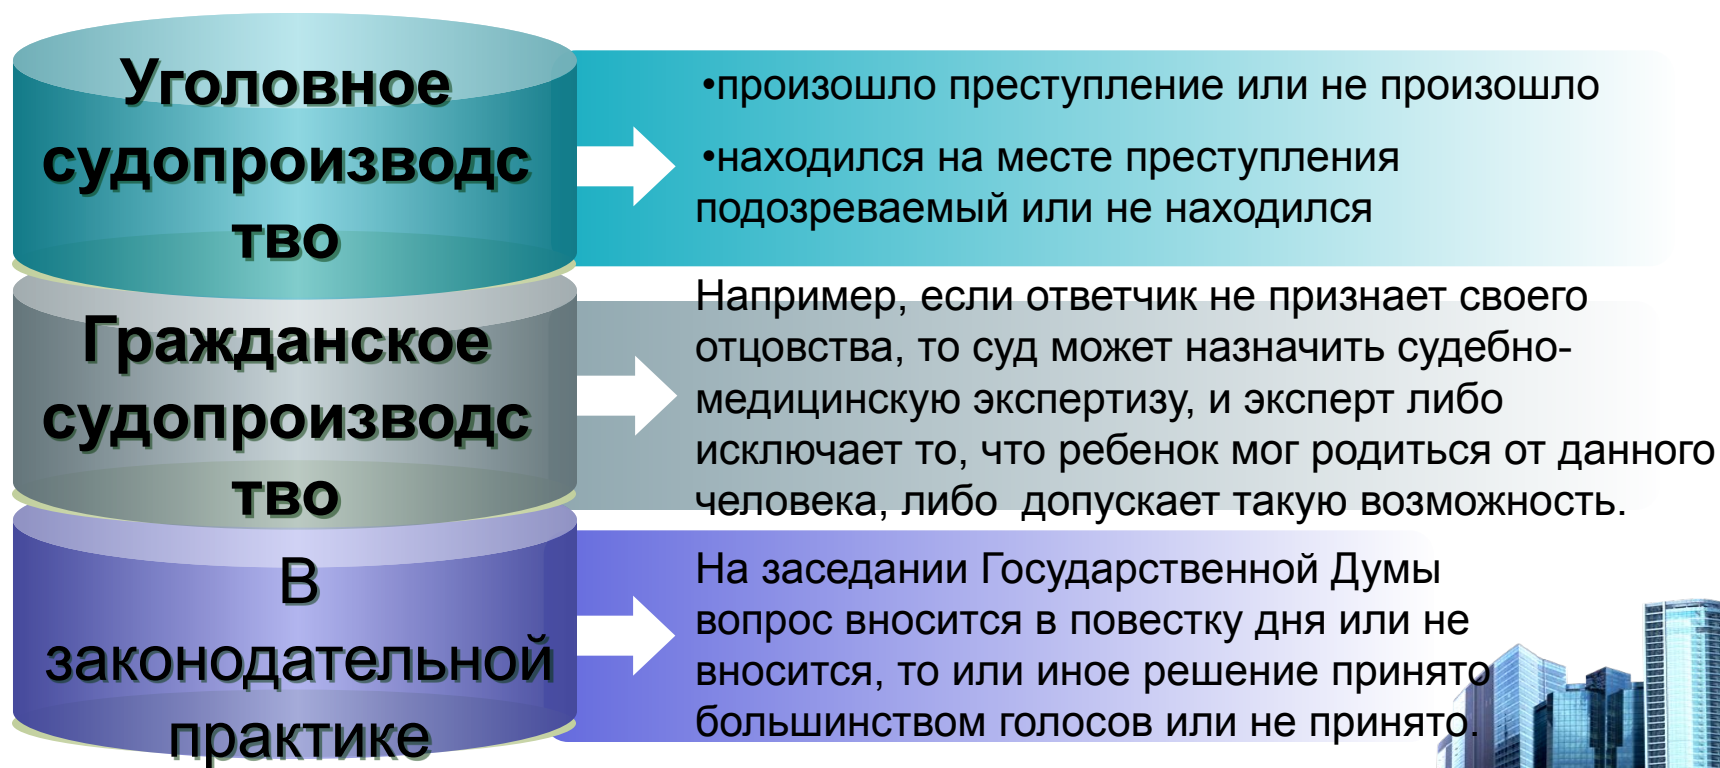 Уголовное
судопроизводс
тво
•произошло преступление или не произошло
•находился на месте преступления
подозреваемый или не находился
Гражданское
судопроизводс
тво
Например, если ответчик не признает своего
отцовства, то суд может назначить судебно-
медицинскую экспертизу, и эксперт либо
исключает то, что ребенок мог родиться от данного
человека, либо  допускает такую возможность.
В
законодательной
практике
На заседании Государственной Думы
вопрос вносится в повестку дня или не
вносится, то или иное решение принято
большинством голосов или не принято.